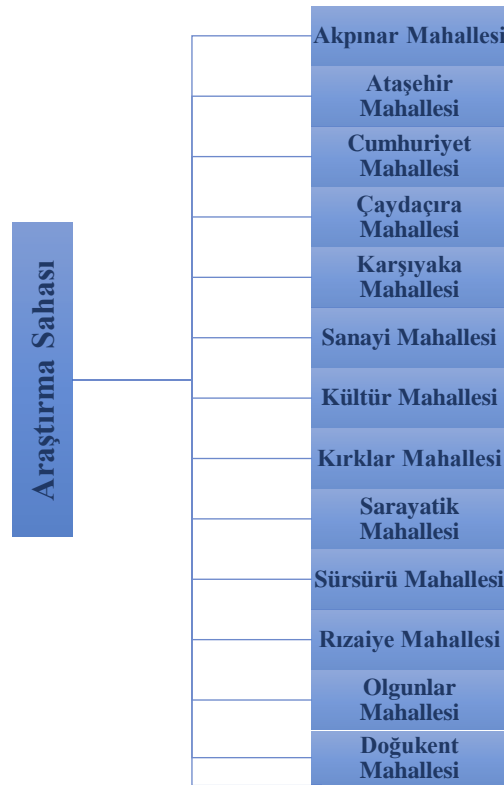 Araştırma Sahası
Akpınar Mahallesi
Ataşehir
Mahallesi
Cumhuriyet
Mahallesi
Çaydaçıra
Mahallesi
Karşıyaka
Mahallesi
Sanayi Mahallesi
Kültür Mahallesi
Kırklar Mahallesi
Sarayatik
Mahallesi
Sürsürü Mahallesi
Rızaiye Mahallesi
Olgunlar
Mahallesi
Doğukent
Mahallesi